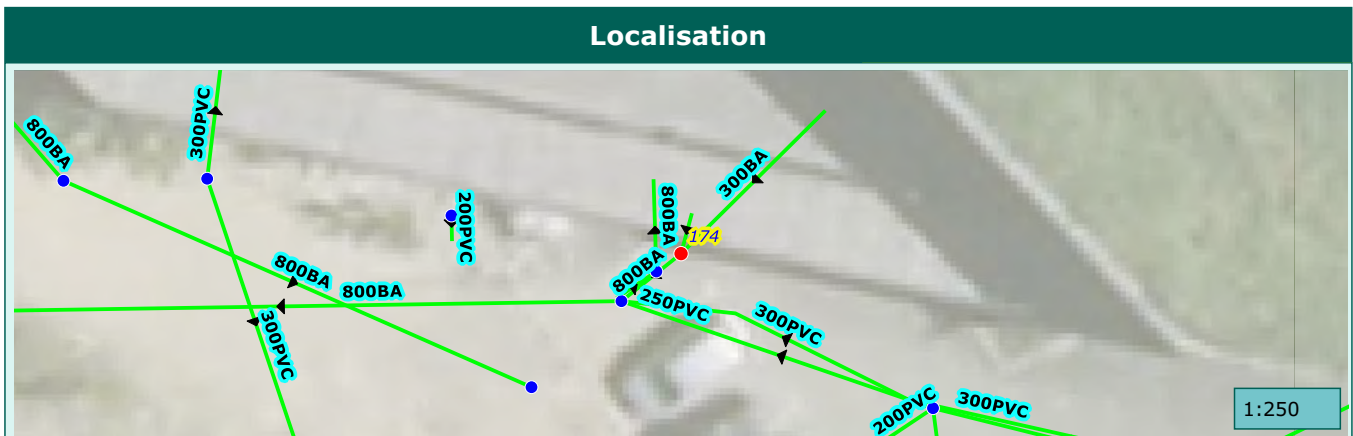 Localisation
800BA
300PVC
200PVC
800BA
300BA
174
800BA
800BA
800BA
250PVC
300PVC
300PVC
200PVC
300PVC
1:250